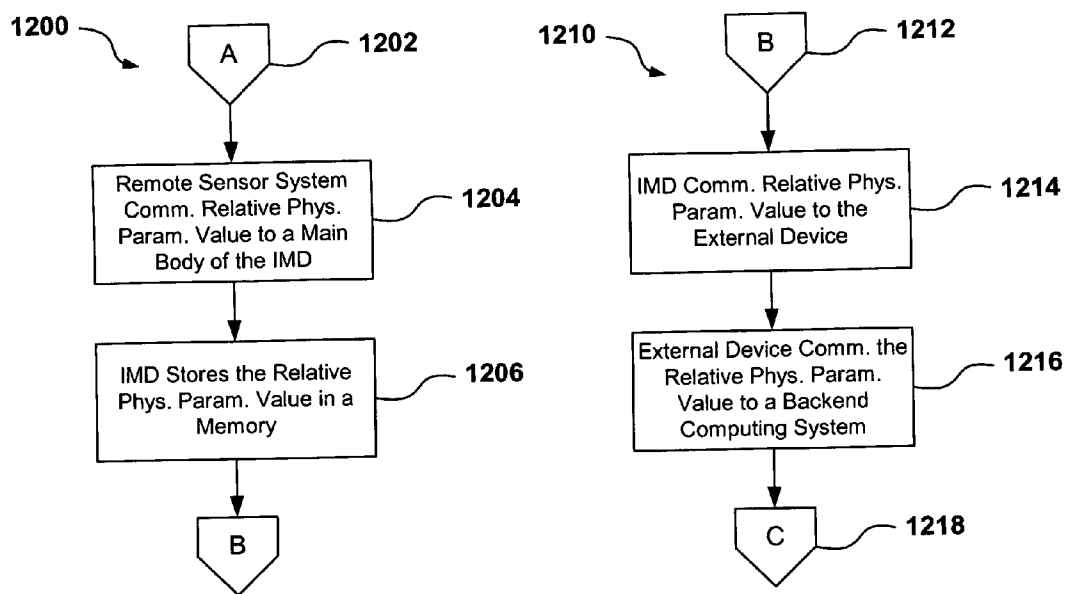 1200
A
1202
Remote Sensor System
Comm. Relative Phys.
Param. Value to a Main
Body of the IMD
1204
IMD Stores the Relative
Phys. Param. Value in a
Memory
1206
B
1210
B
1212
IMD Comm. Relative Phys.
Param. Value to the
External Device
1214
External Device Comm. the
Relative Phys. Param.
Value to a Backend
Computing System
1216
C
1218